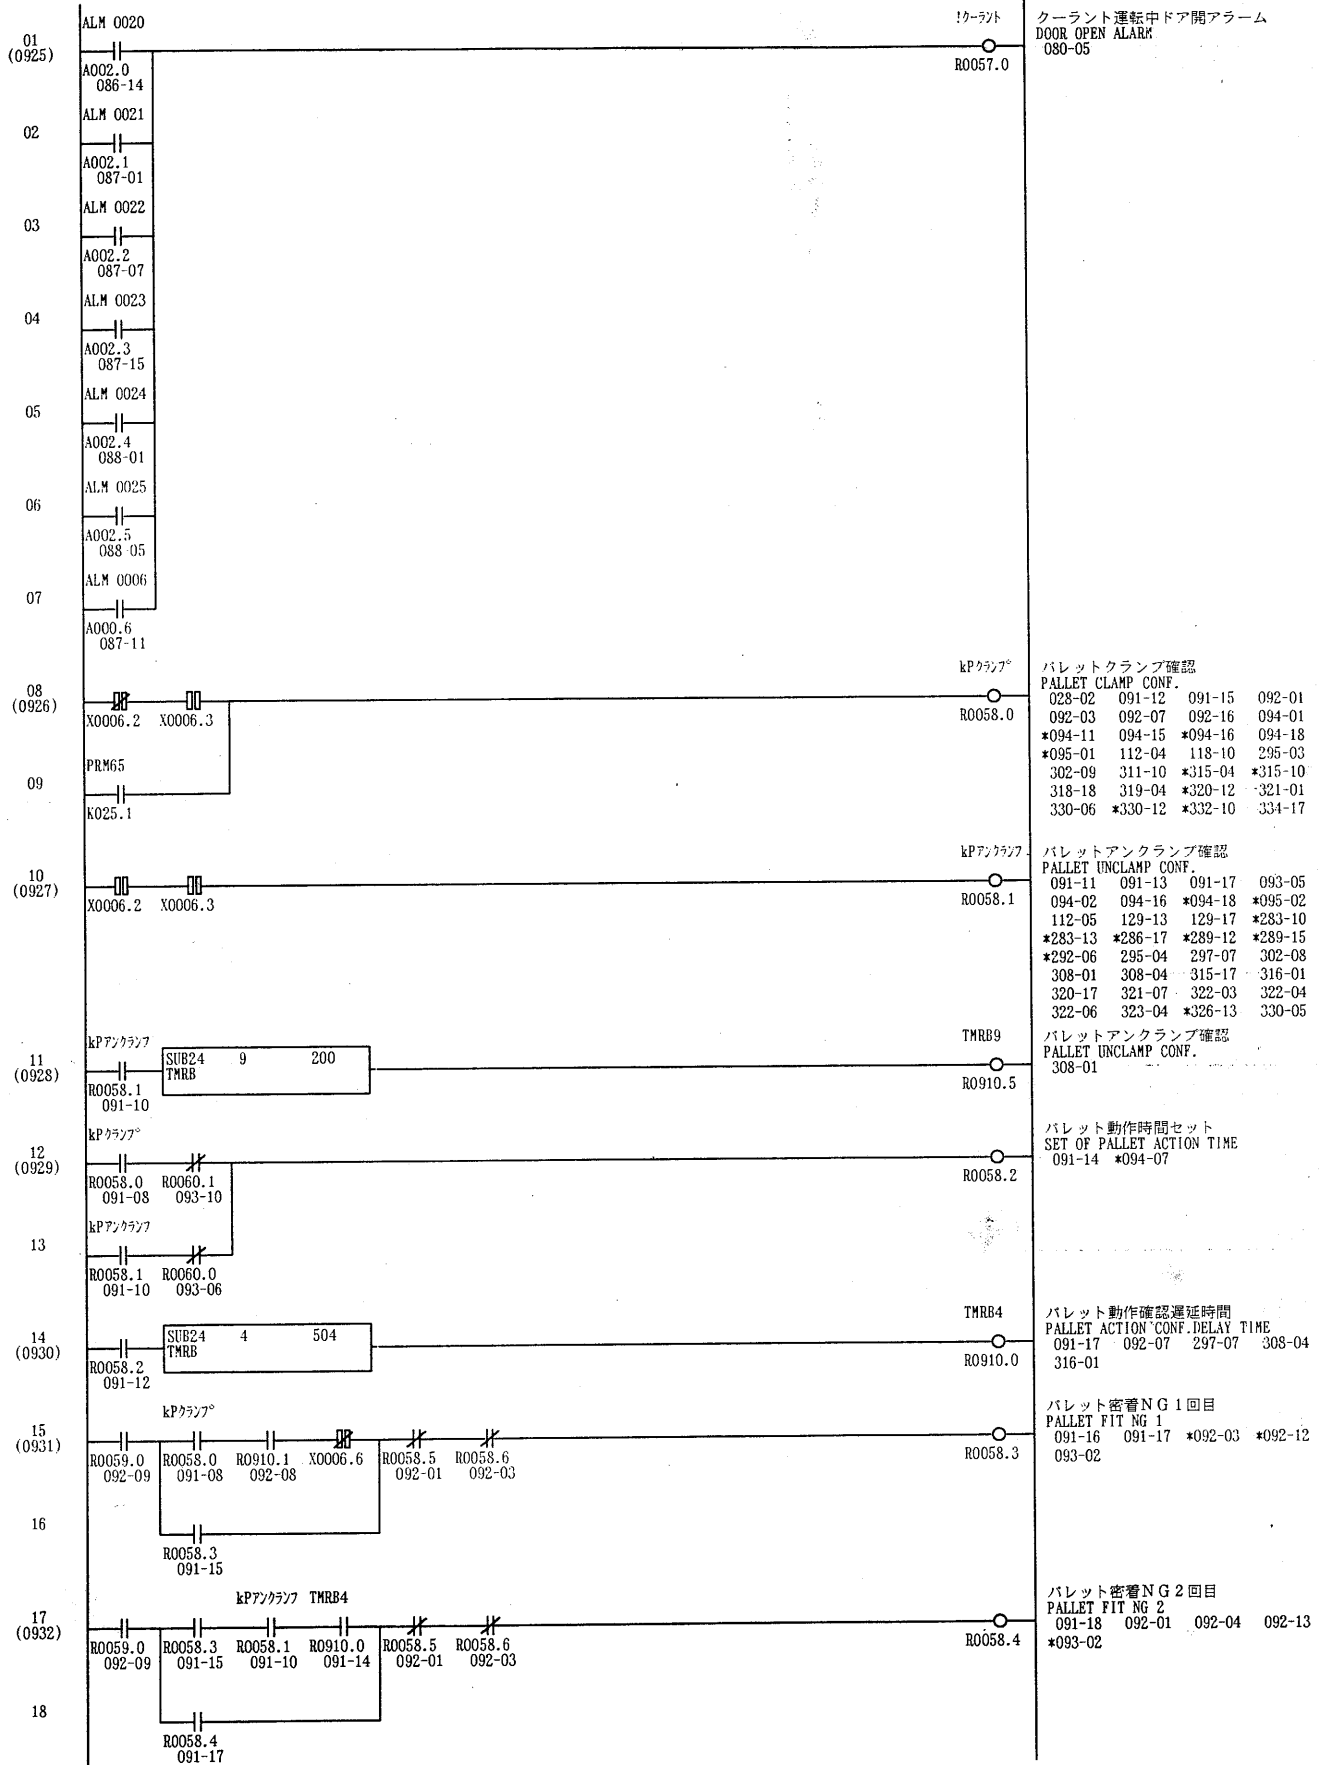 ALM 0020
!クーラント
クーラント運転中ドア開アラーム
01
(0925)
DOOR OPEN ALARM
080-05
A002.0
086-14
R0057.0
ALM 0021
02
A002.1
087-01
ALM 0022
03
A002.2
087-07
ALM 0023
04
A002.3
087-15
ALM 0024
05
A002.4
088-01
ALM 0025
06
A002.5
088-05
ALM 0006
07
A000.6
087-11
kPクランプ
パレットクランプ確認
PALLET CLAMP CONF.
08
(0926)
X0006.2 X0006.3
R0058.0
028-02 091-12 091-15 092-01
092-03 092-07 092-16 094-01
*094-11 094-15 *094-16 094-18
*095-01 112-04 118-10 295-03
302-09 311-10 *315-04 *315-10
318-18 319-04 *320-12 321-01
330-06 *330-12 *332-10 334-17
PRM65
09
K025.1
kPアンクランプ
パレットアンクランプ確認
PALLET UNCLAMP CONF.
10
(0927)
X0006.2 X0006.3
R0058.1
091-11 091-13 091-17 093-05
094-02 094-16 *094-18 *095-02
112-05 129-13 129-17 *283-10
*283-13 *286-17 *289-12 *289-15
*292-06 295-04 297-07 302-08
308-01 308-04 315-17 316-01
320-17 321-07 322-03 322-04
322-06 323-04 *326-13 330-05
kPアンクランフ
TMRB9
パレットアンクランプ確認
PALLET UNCLAMP CONF.
308-01
11
(0928)
SUB24 9 200
TMRB
R0058.1
091-10
R0910.5
kPクランプ
パレット動作時間セット
SET OF PALLET ACTION TIME
091-14 *094-07
12
(0929)
R0058.0 R0060.1
091-08 093-10
R0058.2
kPアンクランフ
13
R0058.1 R0060.0
091-10 093-06
TMRB4
パレット動作確認遅延時間
PALLET ACTION CONF.DELAY TIME
091-17 092-07 297-07 308-04
316-01
14
(0930)
SUB24 4 504
TMRB
R0058.2
091-12
R0910.0
kPクランプ
パレット密着NG1回目
PALLET FIT NG 1
091-16 091-17 *092-03 *092-12
093-02
15
(0931)
R0059.0 R0058.0 R0910.1 X0006.6 R0058.5 R0058.6
092-09 091-08 092-08 092-01 092-03
R0058.3
16
R0058.3
091-15
kPアンクランフ TMRB4
パレット密着NG2回目
PALLET FIT NG 2
091-18 092-01 092-04 092-13
*093-02
17
(0932)
R0059.0 R0058.3 R0058.1 R0910.0 R0058.5 R0058.6
092-09 091-15 091-10 091-14 092-01 092-03
R0058.4
18
R0058.4
091-17